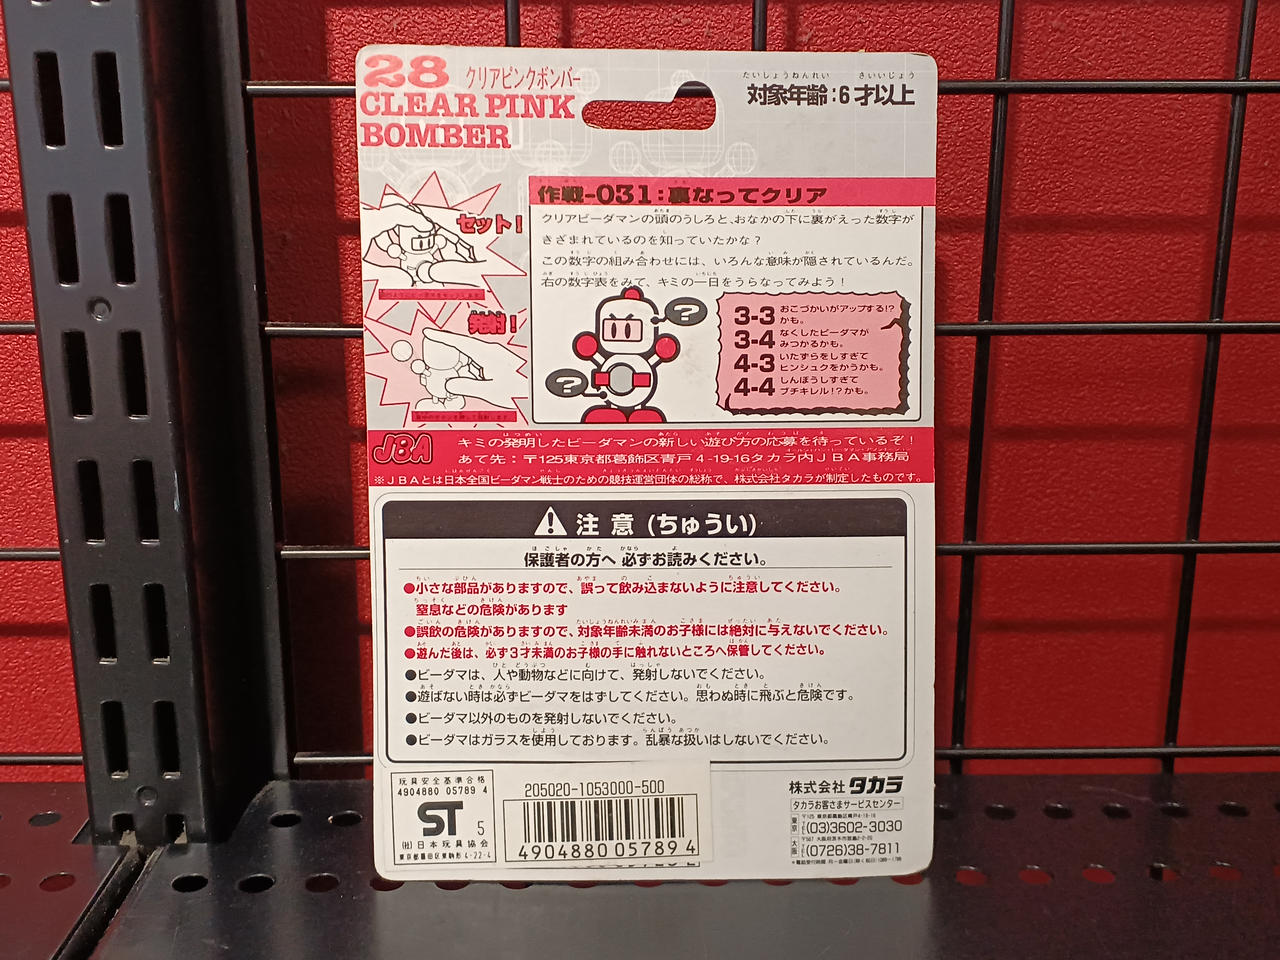 28 クリアピンクボンバー
CLEAR PINK
BOMBER
たいしょうねんれい さいいじょう
対象年齢:6才以上
セット!
発射!
作戦-031:裏なってクリア
クリアビーダマンの頭のうしろと、おなかの下に裏がえった数字が
きざまれているのを知っていたかな?
この数字の組み合わせには、いろんな意味が隠されているんだ。
右の数字表をみて、キミの一日をうらなってみよう!
?
?
3-3 おこづかいがアップする!?
かも。
3-4 なくしたビーダマが
みつかるかも。
4-3 いたずらをしすぎて
ヒンシュクをかうかも。
4-4 しんぼうしすぎて
ブチキレル!?かも。
JBA
キミの発明したビーダマンの新しい遊び方の応募を待っているぞ!
あて先:〒125東京都葛飾区青戸4-19-16タカラ内JBA事務局
※JBAとは日本全国ビーダマン戦士のための競技運営団体の総称で、株式会社タカラが制定したものです。
注意(ちゅうい)
保護者の方へ 必ずお読みください。
●小さな部品がありますので、誤って飲み込まないように注意してください。
窒息などの危険があります
●誤飲の危険がありますので、対象年齢未満のお子様には絶対に与えないでください。
●遊んだ後は、必ず3才未満のお子様の手に触れないところへ保管してください。
●ビーダマは、人や動物などに向けて、発射しないでください。
●遊ばない時は必ずビーダマをはずしてください。思わぬ時に飛ぶと危険です。
●ビーダマ以外のものを発射しないでください。
●ビーダマはガラスを使用しております。乱暴な扱いはしないでください。
玩具安全基準合格
4904880 05789 4
ST 5
(社)日本玩具協会
東京都墨田区東駒形4-22-4
205020-1053000-500
4904880057894
株式会社タカラ
タカラお客さまサービスセンター
東京
(03)3602-3030
大阪
(0726)38-7811